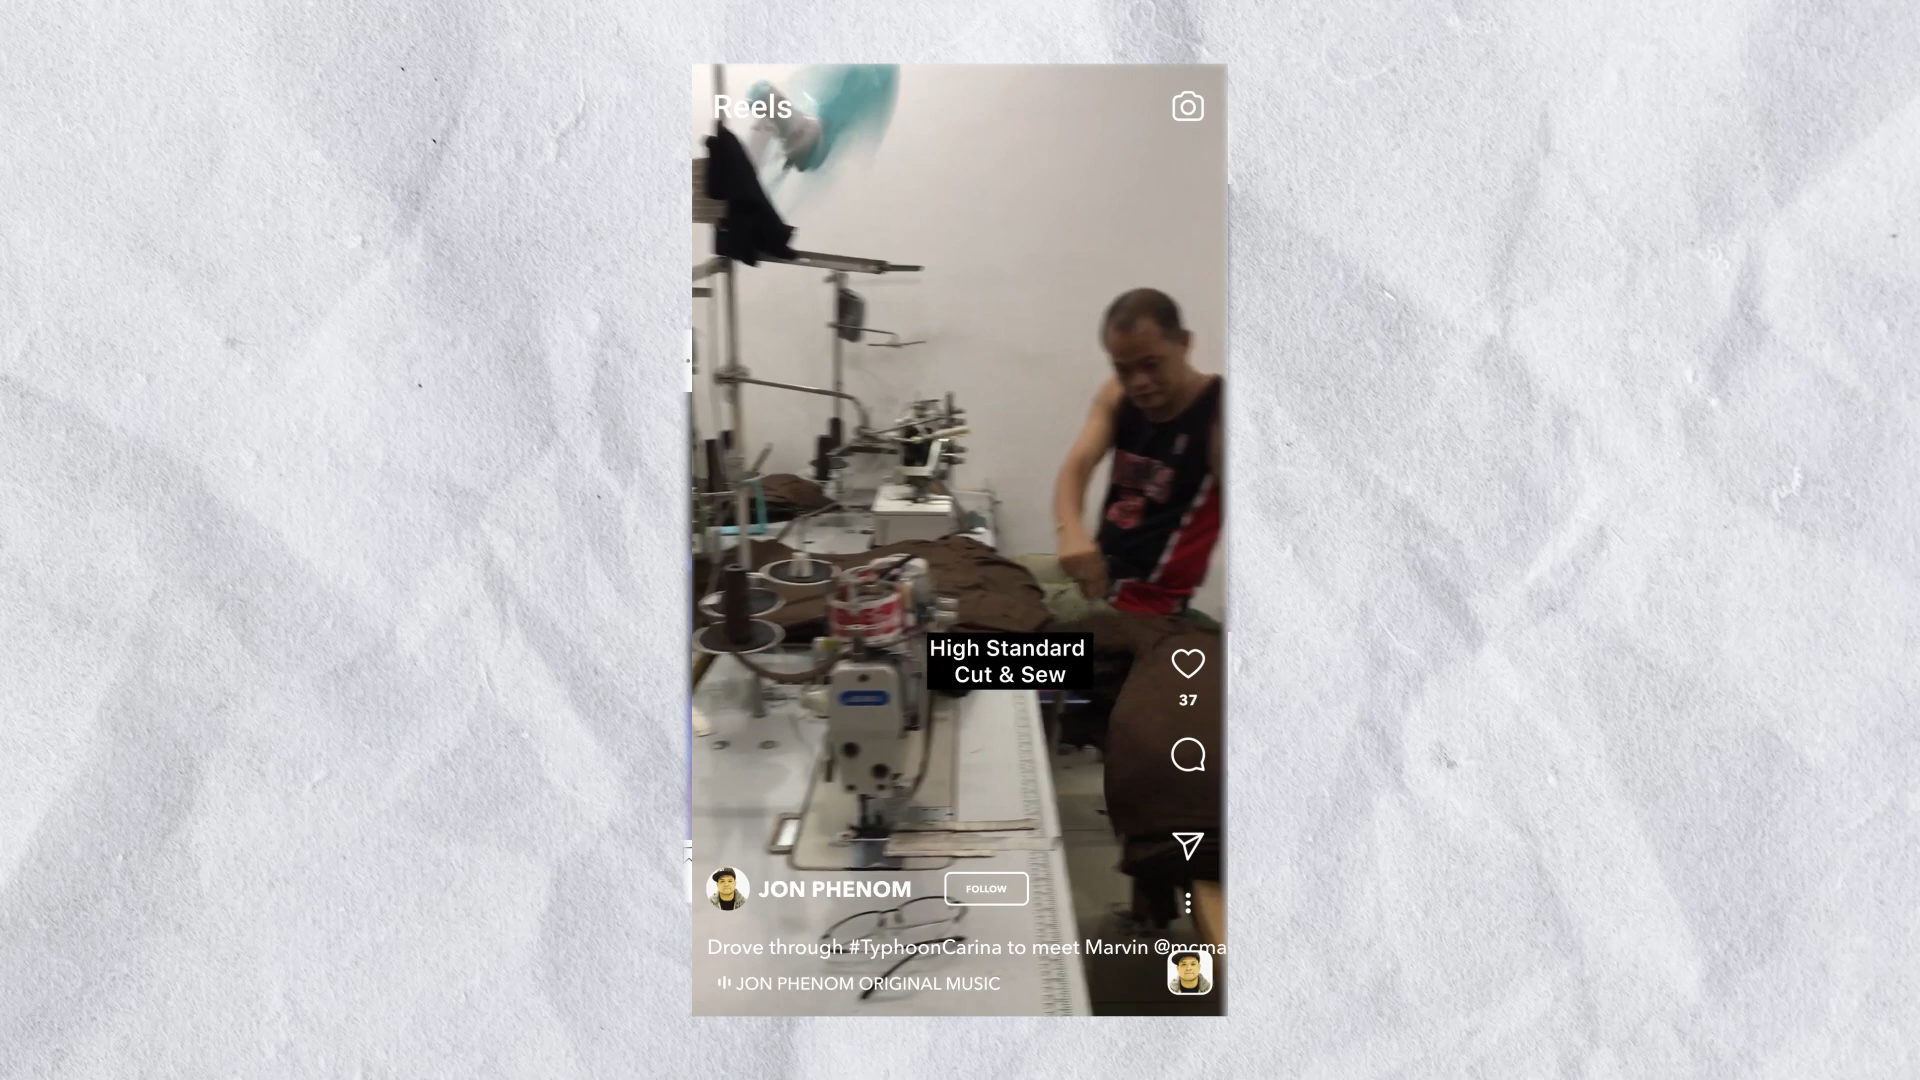 Reels
High Standard
Cut & Sew
37
JON PHENOM
FOLLOW
Drove through #TyphoonCarina to meet Marvin @mcma
JON PHENOM ORIGINAL MUSIC